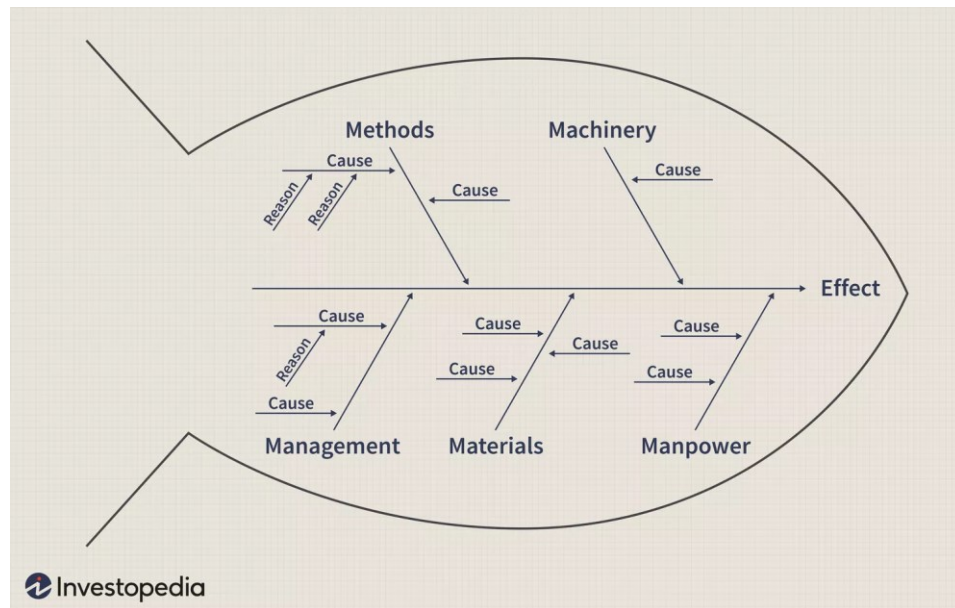 Methods
Machinery
Cause
Reason
Reason
Cause
Cause
Effect
Cause
Reason
Cause
Cause
Cause
Cause
Cause
Cause
Management
Materials
Manpower
Investopedia